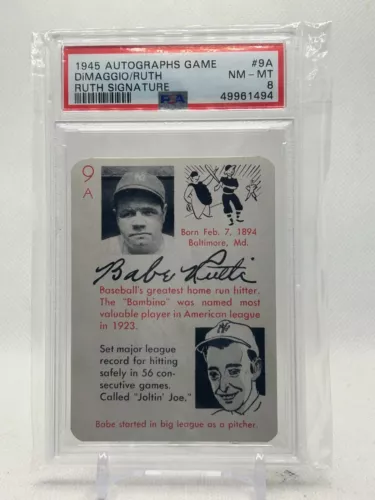 1945 AUTOGRAPHS GAME #9A
DiMAGGIO/RUTH NM - MT
RUTH SIGNATURE 8
PSA 49961494
9
A
Born Feb. 7, 1894
Baltimore, Md.
Babe Ruth
Baseball's greatest home run hitter.
The "Bambino" was named most
valuable player in American league
in 1923.
Set major league
record for hitting
safely in 56 con-
secutive games.
Called "Joltin' Joe."
Babe started in big league as a pitcher.